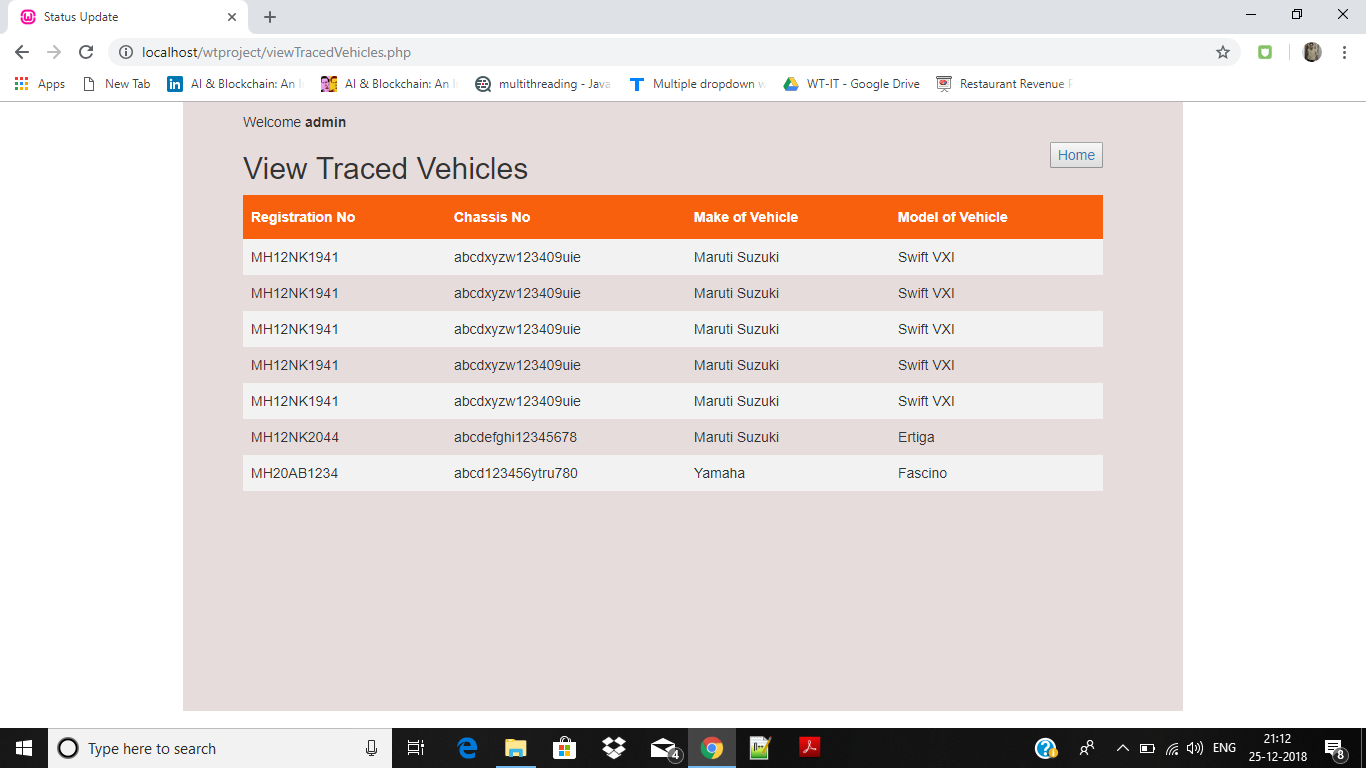 Status Update
localhost/wtproject/viewTracedVehicles.php
Apps New Tab AI & Blockchain: An I AI & Blockchain: An I multithreading - Java Multiple dropdown w WT-IT - Google Drive Restaurant Revenue P
Welcome admin
Home
View Traced Vehicles
Registration No Chassis No Make of Vehicle Model of Vehicle
MH12NK1941 abcdxyzw123409uie Maruti Suzuki Swift VXI
MH12NK1941 abcdxyzw123409uie Maruti Suzuki Swift VXI
MH12NK1941 abcdxyzw123409uie Maruti Suzuki Swift VXI
MH12NK1941 abcdxyzw123409uie Maruti Suzuki Swift VXI
MH12NK1941 abcdxyzw123409uie Maruti Suzuki Swift VXI
MH12NK2044 abcdefghi12345678 Maruti Suzuki Ertiga
MH20AB1234 abcd123456ytru780 Yamaha Fascino
Type here to search 4 ENG 21:12
25-12-2018 8